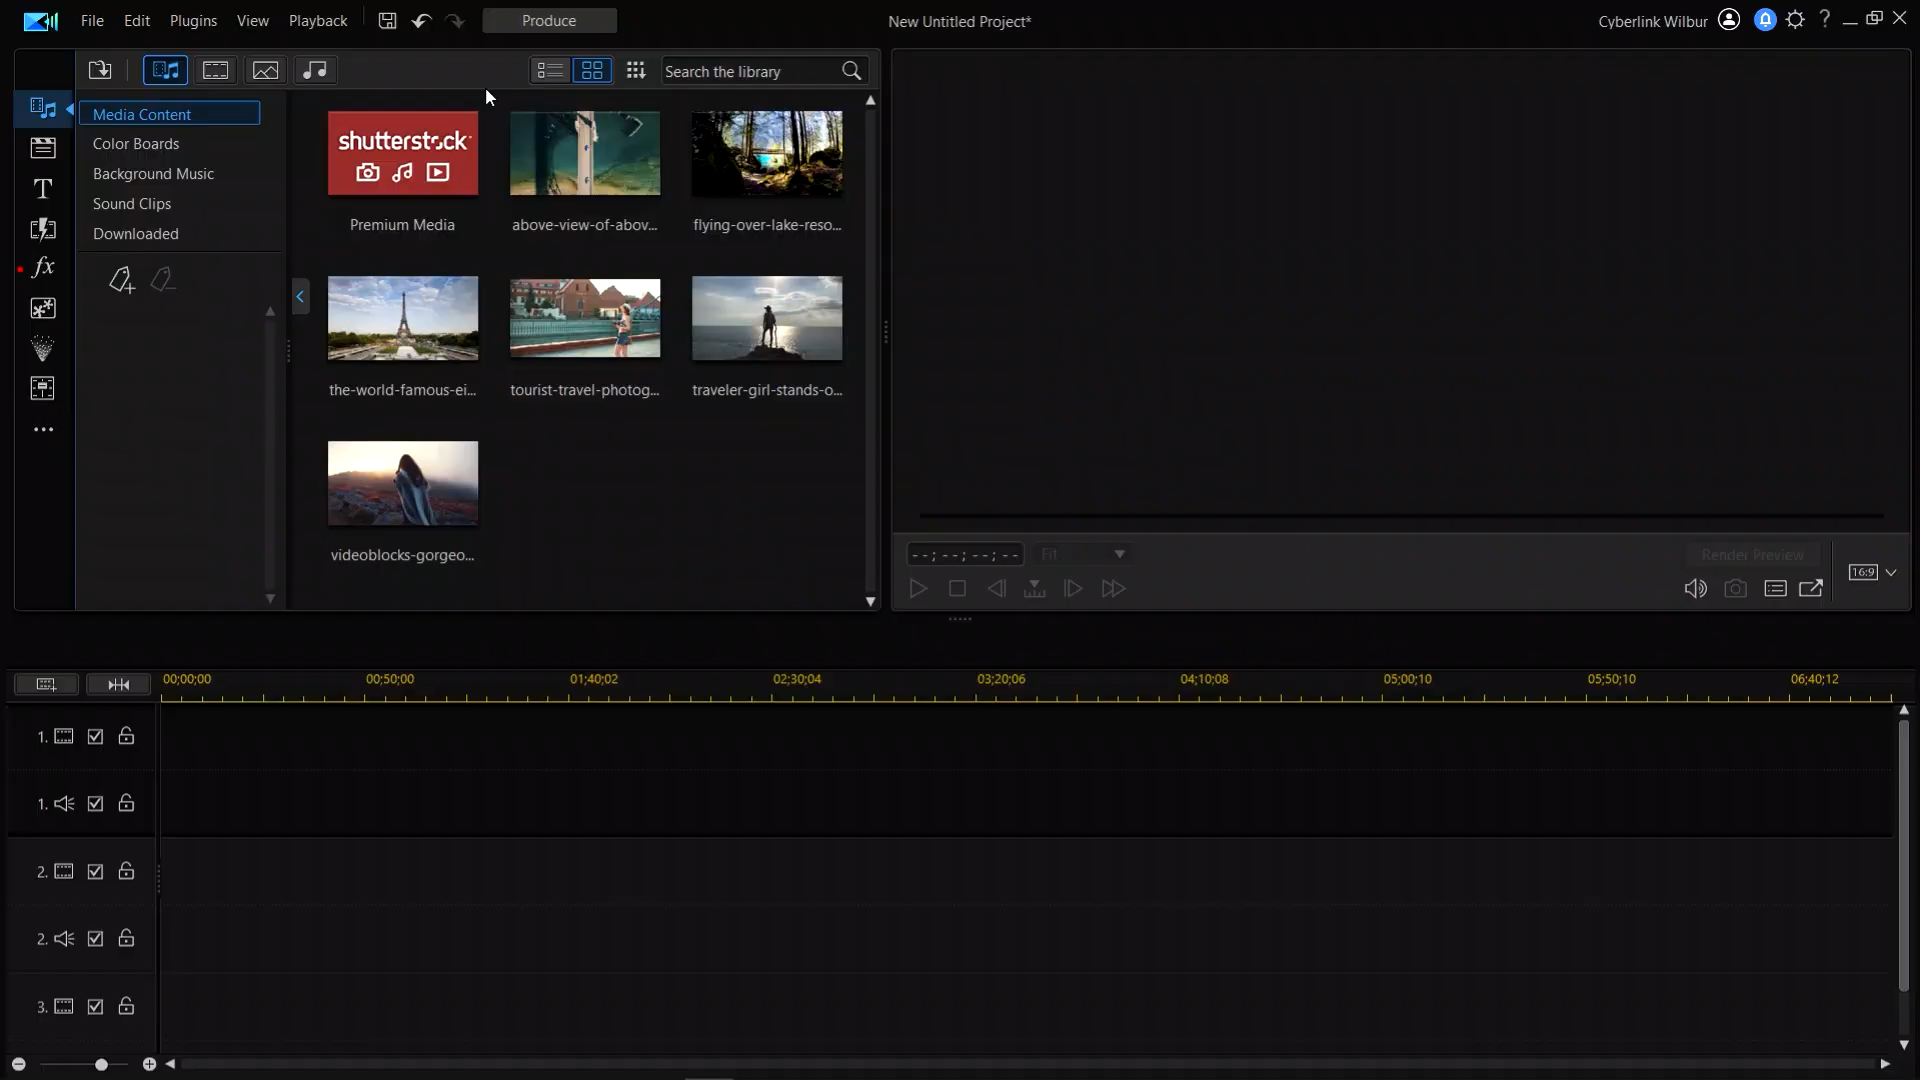 File Edit Plugins View Playback Produce New Untitled Project* Cyberlink Wilbur ?
Search the library
Media Content
Color Boards
Background Music
Sound Clips
Downloaded
T
fx
shutterstock
Premium Media above-view-of-abov... flying-over-lake-reso...
the-world-famous-ei... tourist-travel-photog... traveler-girl-stands-o...
videoblocks-gorgeo...
--;--;--;-- Fit Render Preview
16:9
00;00;00 00;50;00 01;40;02 02;30;04 03;20;06 04;10;08 05;00;10 05;50;10 06;40;12
1.
1.
2.
2.
3.